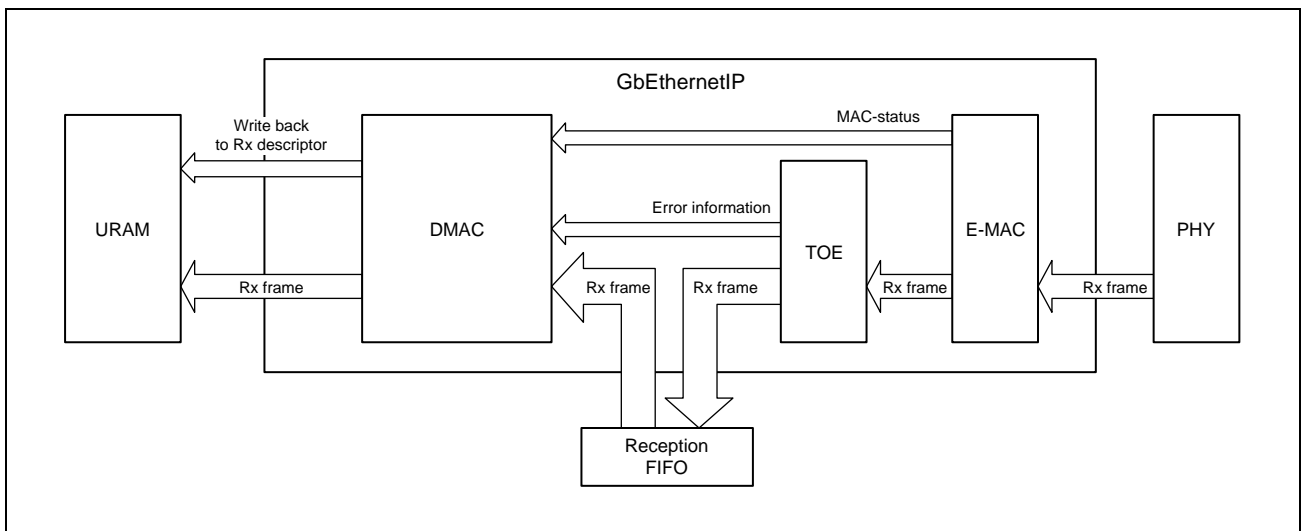 GbEthernetIP
Write back
to Rx descriptor
MAC-status
Error information
URAM
DMAC
TOE
E-MAC
PHY
Rx frame
Rx frame
Rx frame
Rx frame
Rx frame
Reception
FIFO